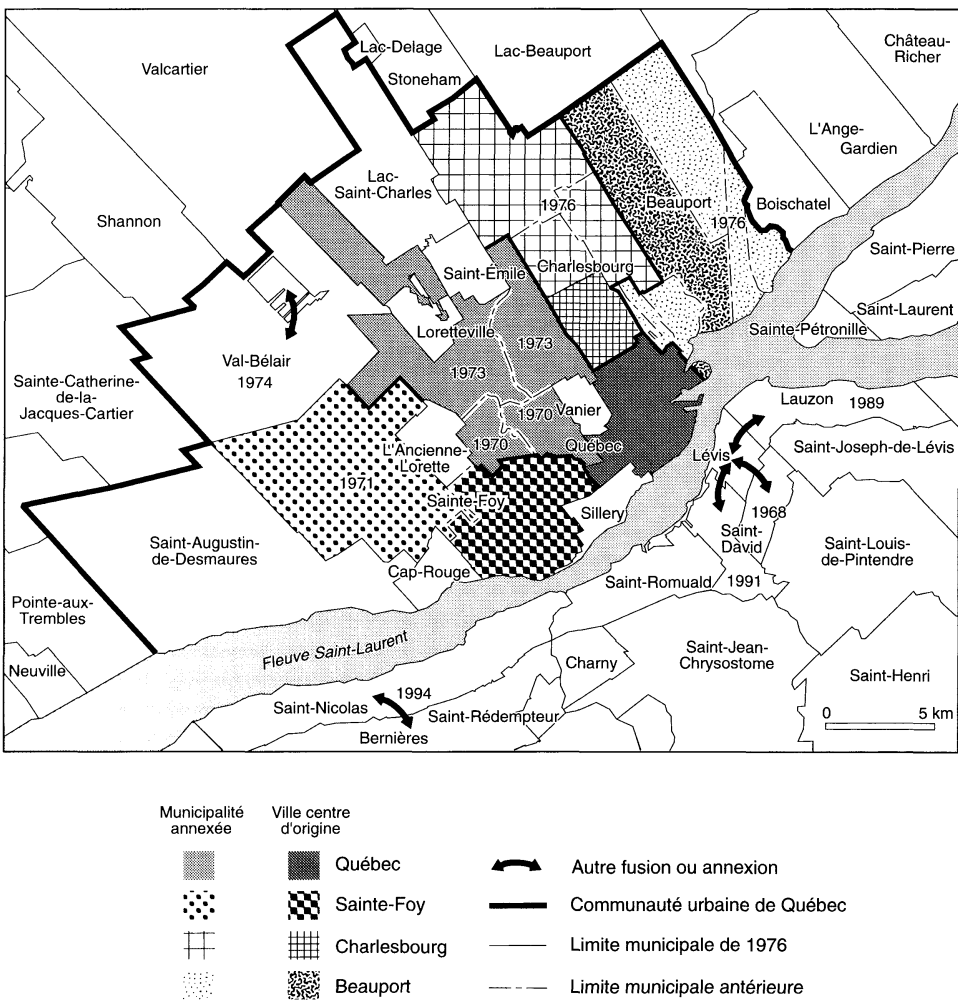 Château-
Richer
Lac-Delage
Lac-Beauport
Valcartier
Stoneham
L'Ange-
Gardien
Lac-
Saint-Charles
Beauport
1976
1976
Boischatel
Shannon
Saint-Pierre
Saint-Émile
Charlesbourg
Saint-Laurent
Loretteville
Sainte-Pétronille
1973
Val-Bélair
1974
1973
Sainte-Catherine-
de-la-
Jacques-Cartier
Lauzon
1989
1970
Vanier
1970
Québec
Saint-Joseph-de-Lévis
L'Ancienne-
Lorette
Lévis
1971
Sainte-Foy
Sillery
1968
Saint-
David
Saint-Augustin-
de-Desmaures
Saint-Louis-
de-Pintendre
Cap-Rouge
Saint-Romuald
1991
Pointe-aux-
Trembles
Fleuve Saint-Laurent
Saint-Jean-
Chrysostome
Neuville
Charny
Saint-Henri
1994
Saint-Nicolas
Saint-Rédempteur
Bernières
0 5 km
Municipalité
annexée
Ville centre
d'origine
Québec
Sainte-Foy
Charlesbourg
Beauport
Autre fusion ou annexion
Communauté urbaine de Québec
Limite municipale de 1976
Limite municipale antérieure